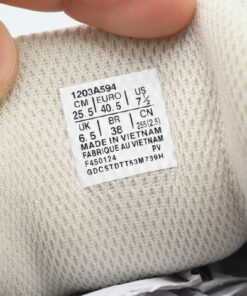 1203A594
CM EURO US
25.5 40.5 7½
UK BR CN
6.5 38 255(2.5)
MADE IN VIETNAM
FABRIQUE AU VIETNAM
F450124 PV
GDCSTDTT53M739H